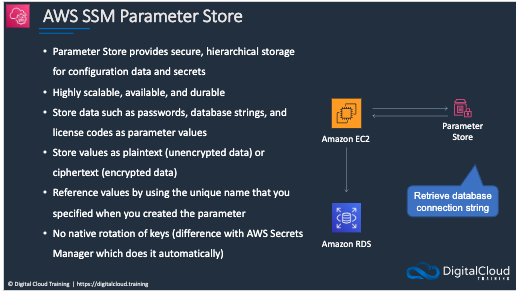 AWS SSM Parameter Store
• Parameter Store provides secure, hierarchical storage
for configuration data and secrets
• Highly scalable, available, and durable
• Store data such as passwords, database strings, and
license codes as parameter values
• Store values as plaintext (unencrypted data) or
ciphertext (encrypted data)
• Reference values by using the unique name that you
specified when you created the parameter
• No native rotation of keys (difference with AWS Secrets
Manager which does it automatically)
Amazon EC2
Parameter
Store
Retrieve database
connection string
Amazon RDS
© Digital Cloud Training | https://digitalcloud.training
DigitalCloud
TRAINING